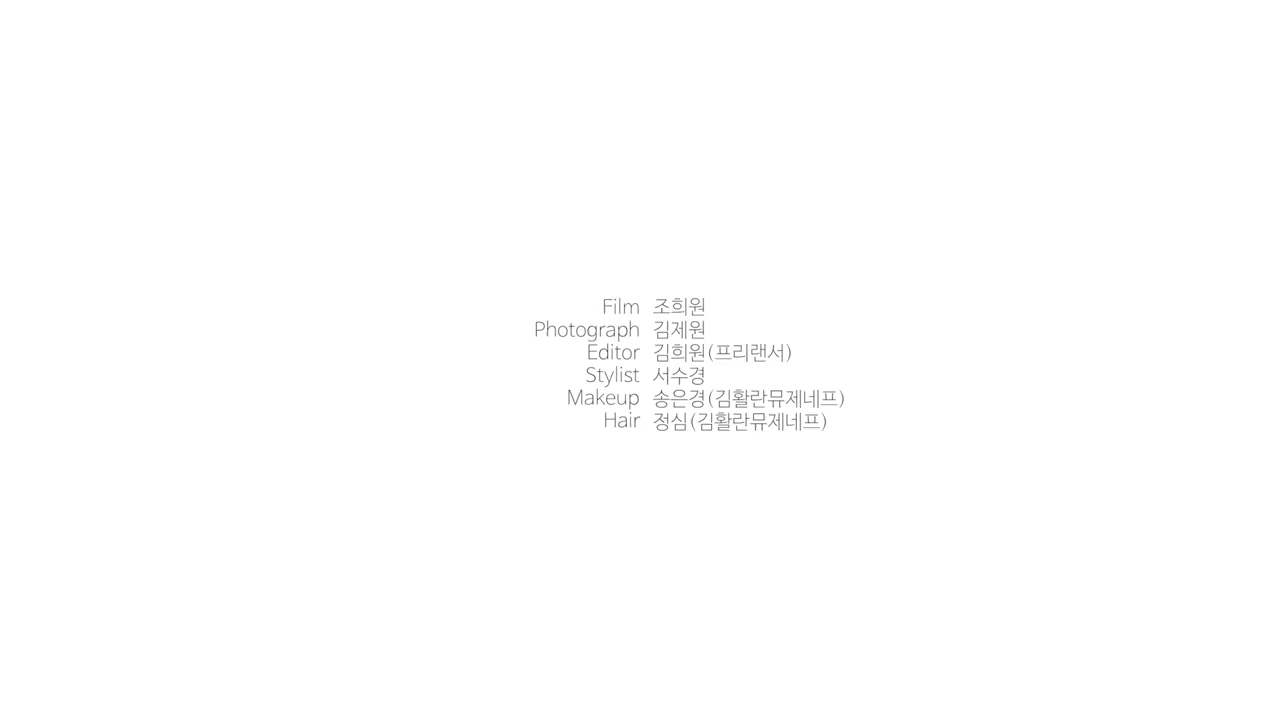 Film 조희원
Photograph 김제원
Editor 김희원(프리랜서)
Stylist 서수경
Makeup 송은경(김활란뮤제네프)
Hair 정심(김활란뮤제네프)